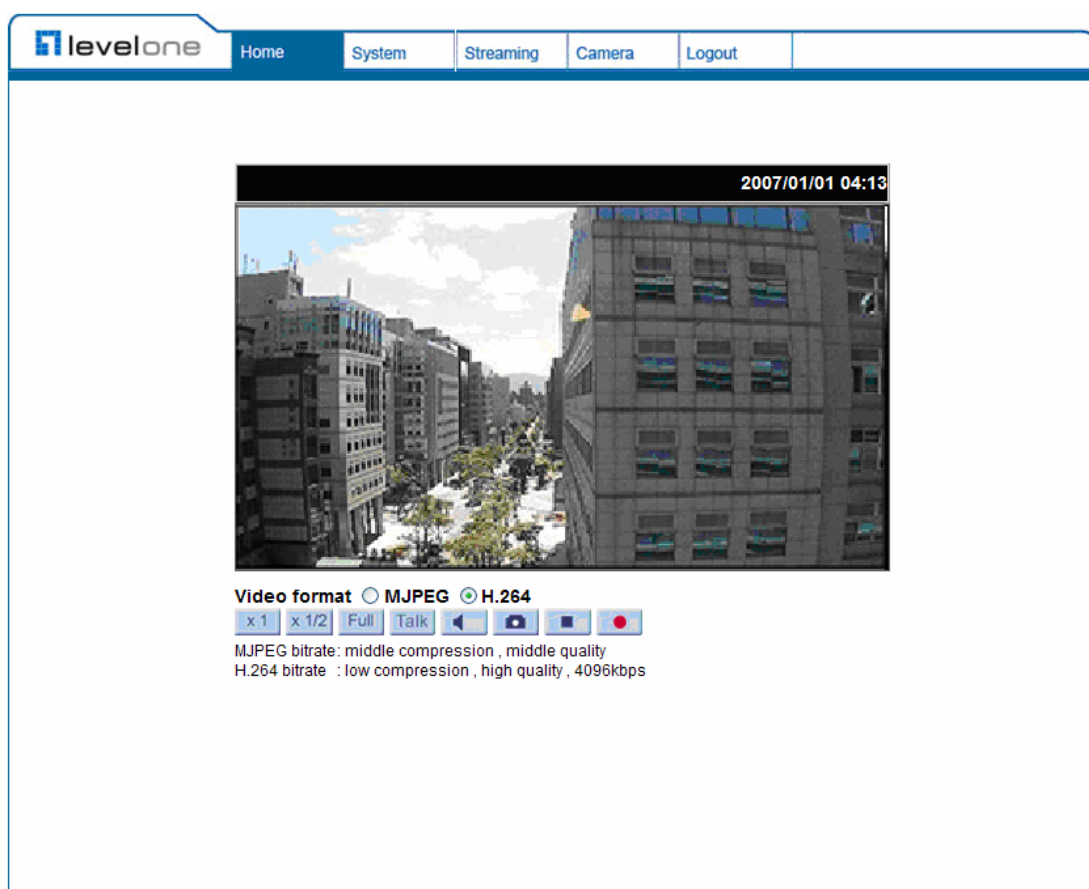 levelone
Home System Streaming Camera Logout
2007/01/01 04:13
Video format MJPEG H.264
x 1 x 1/2 Full Talk
MJPEG bitrate: middle compression , middle quality
H.264 bitrate : low compression , high quality , 4096kbps